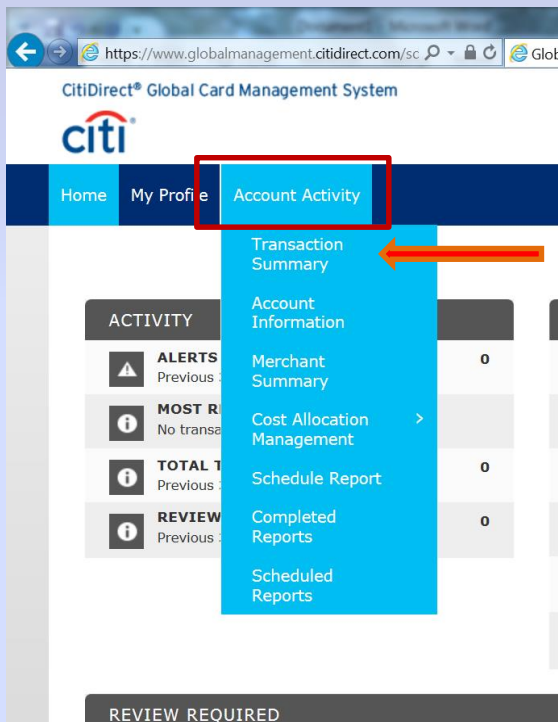 https://www.globalmanagement.citidirect.com/sc
Glob
CitiDirect® Global Card Management System
citi
Home My Profile Account Activity
Transaction
Summary
ACTIVITY
Account
Information
ALERTS 0
Previous
Merchant
Summary
MOST R
No transa
Cost Allocation
Management
TOTAL T 0
Previous
Schedule Report
REVIEW 0
Previous
Completed
Reports
Scheduled
Reports
REVIEW REQUIRED